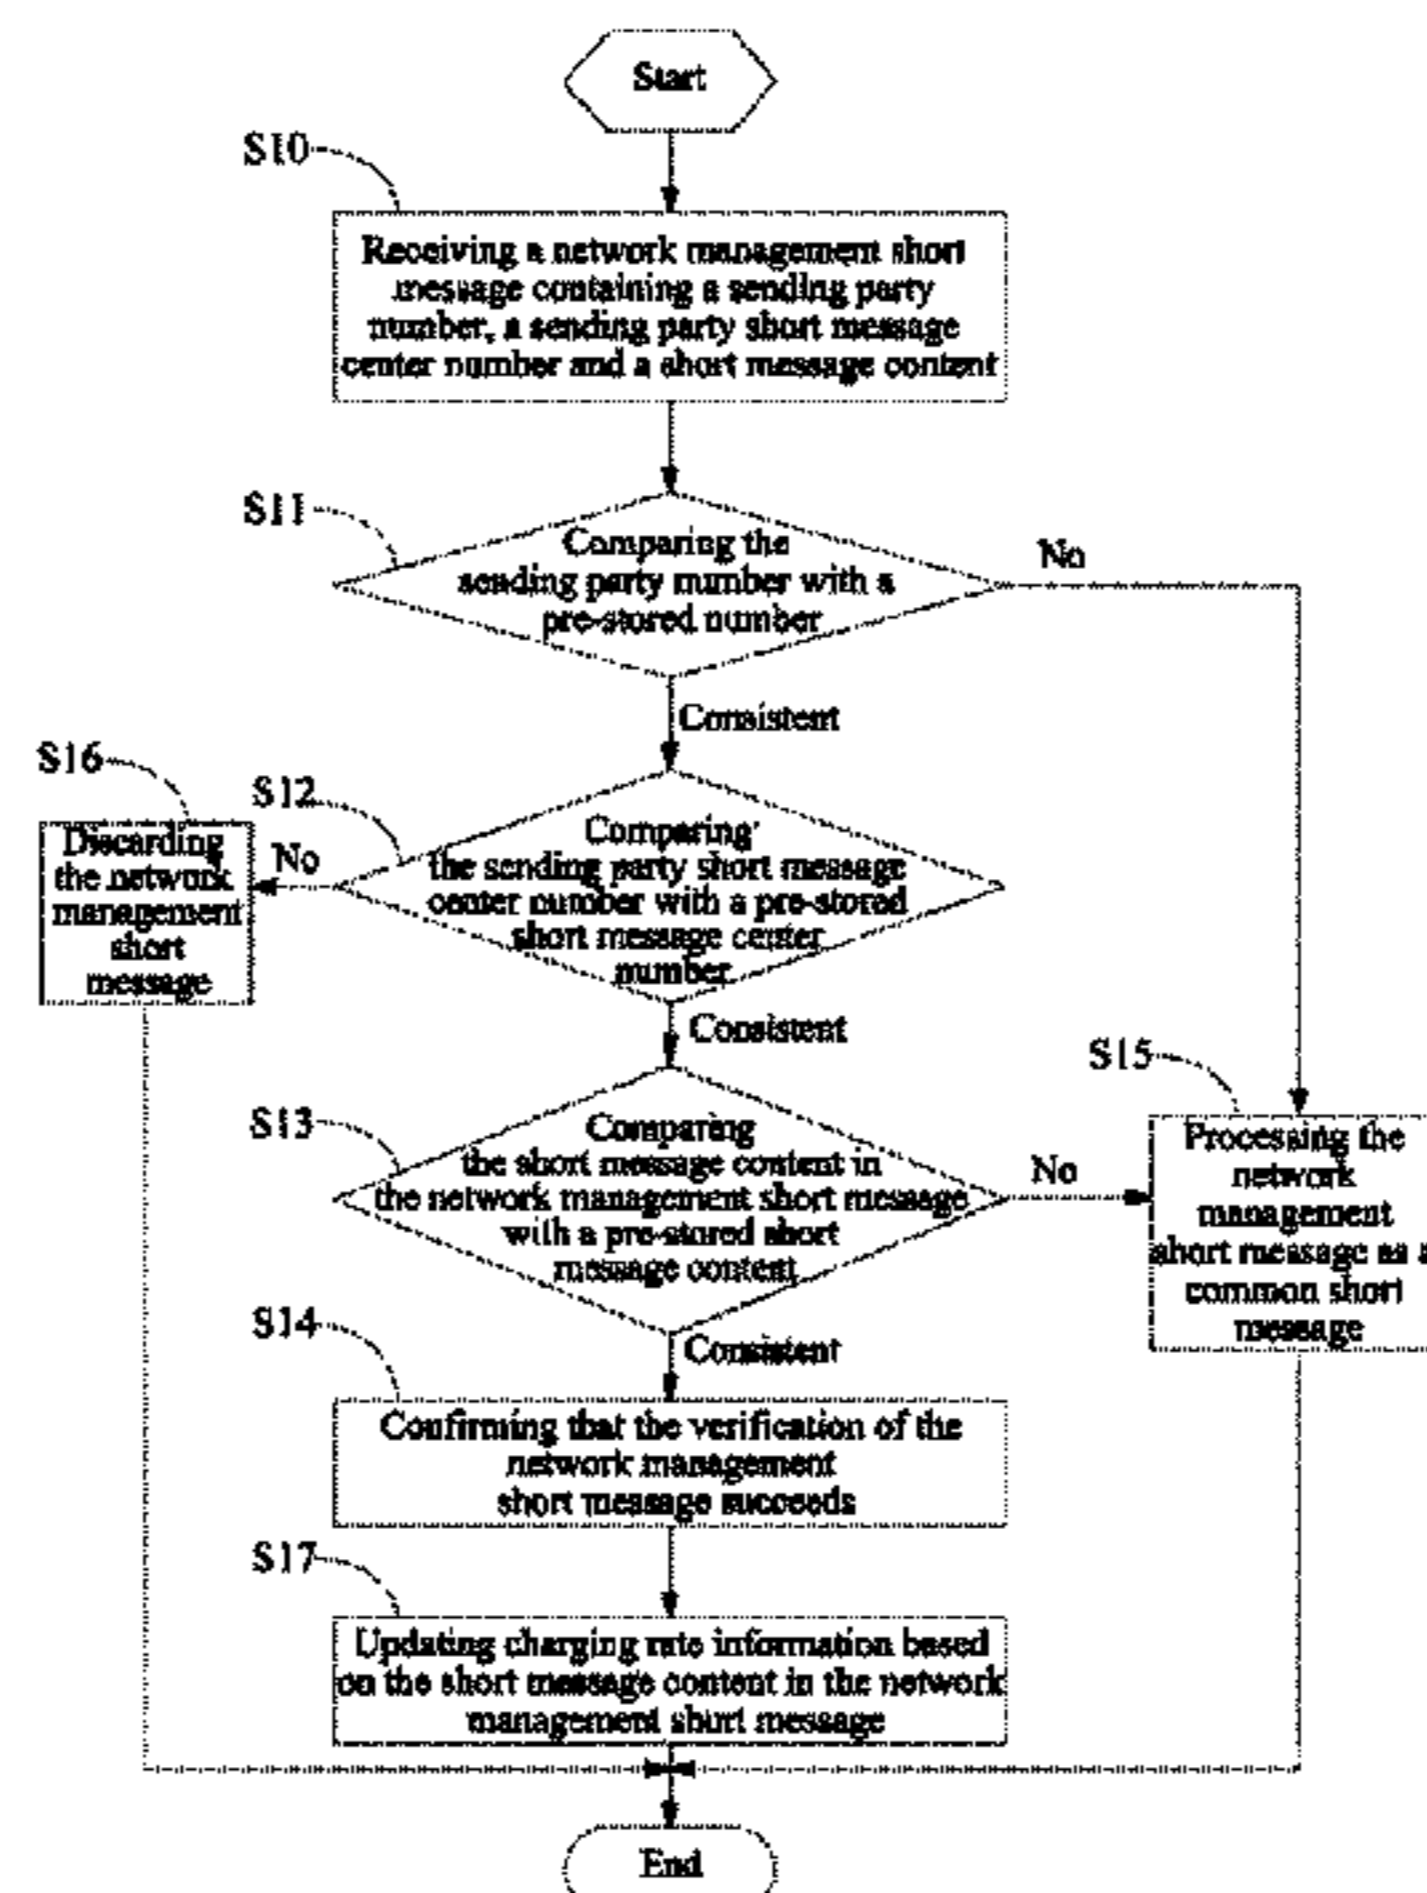 Start
S10
Receiving a network management short
message containing a sending party
number, a sending party short message
center number and a short message content
S11
Comparing the
sending party number with a
pre-stored number
No
Consistent
S16
Discarding
the network
management
short
message
No
S12
Comparing
the sending party short message
center number with a pre-stored
short message center
number
Consistent
S13
Comparing
the short message content in
the network management short message
with a pre-stored short
message content
No
S15
Processing the
network
management
short message as a
common short
message
Consistent
S14
Confirming that the verification of the
network management
short message succeeds
S17
Updating charging rate information based
on the short message content in the network
management short message
End